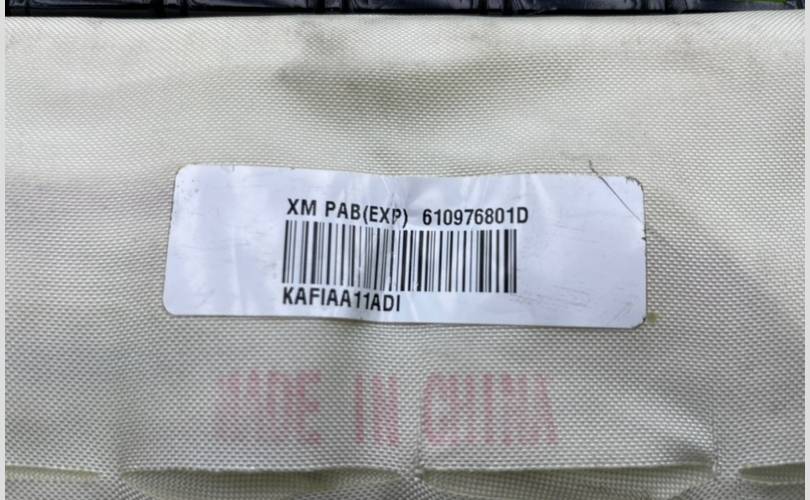 XM PAB(EXP) 610976801D
KAFIAA11ADI
MADE IN CHINA